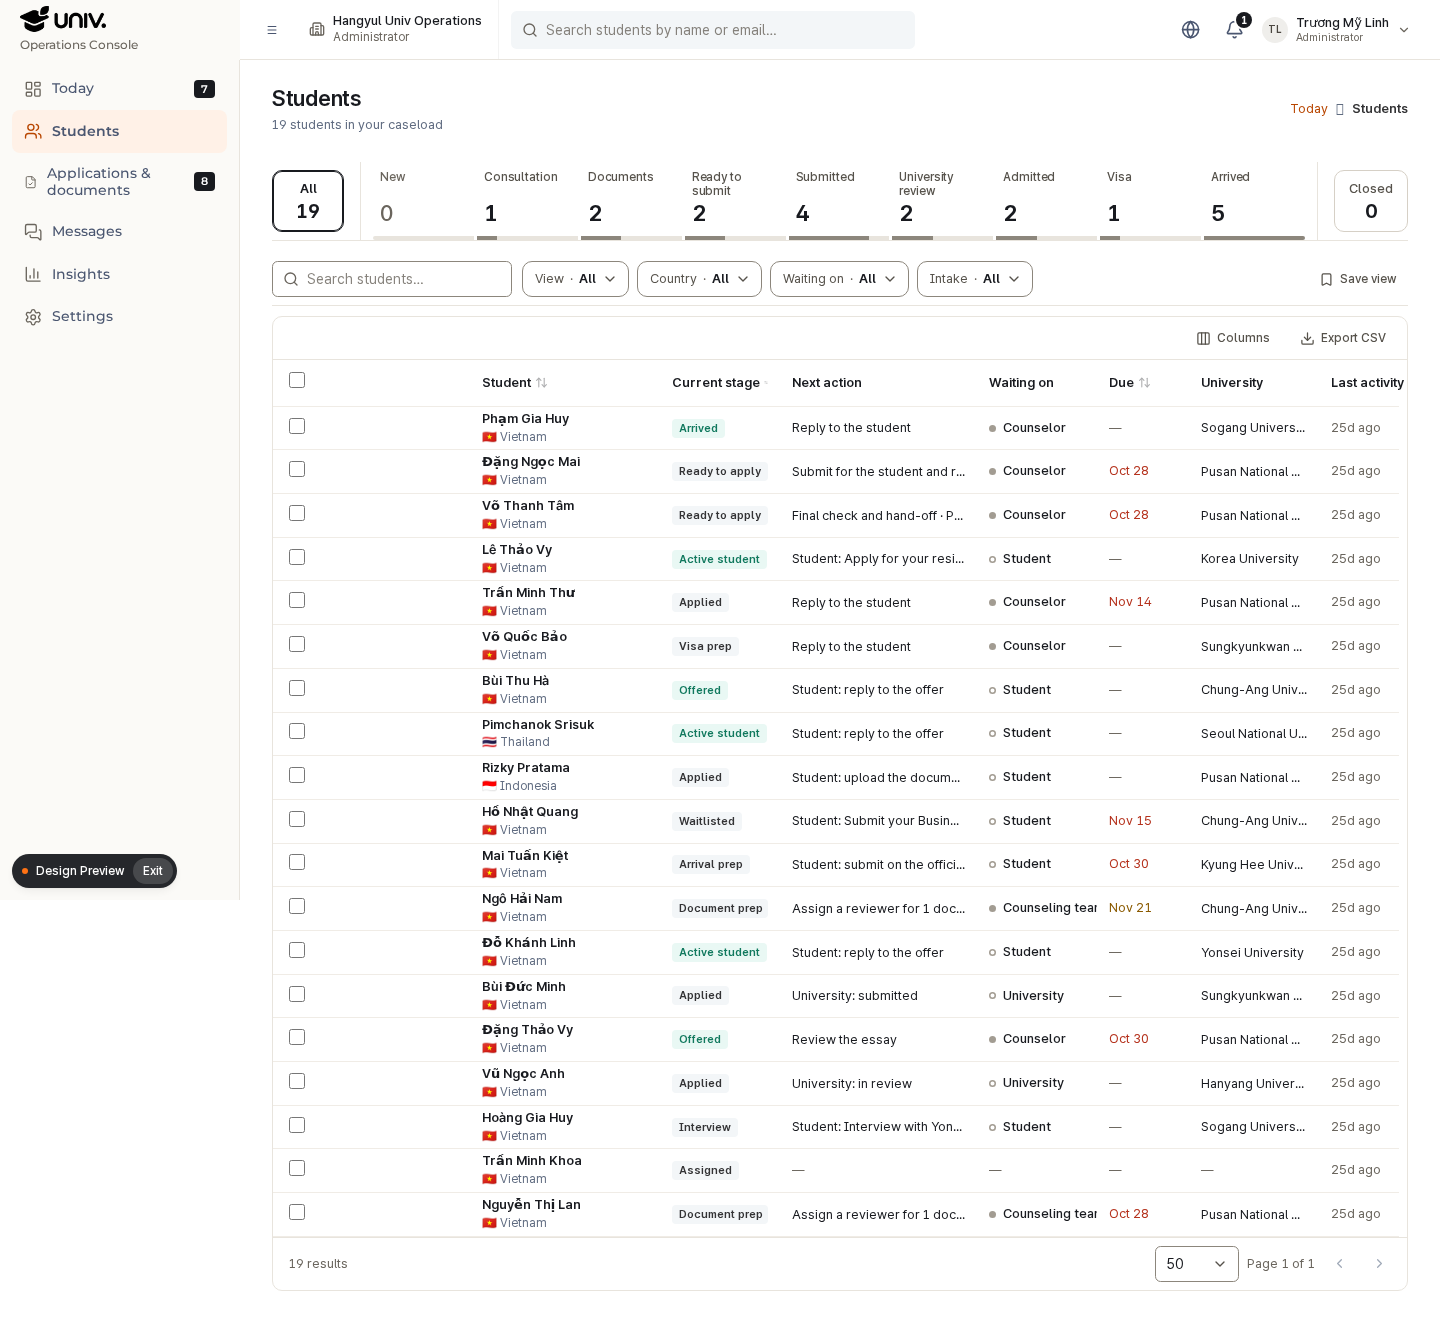 univ.
Operations Console
Today 7
Students
Applications & documents 8
Messages
Insights
Settings
Design Preview Exit
Hangyul Univ Operations
Administrator
Search students by name or email...
1
TL
Trương Mỹ Linh
Administrator
Students
19 students in your caseload
Today Students
All 19
New 0
Consultation 1
Documents 2
Ready to submit 2
Submitted 4
University review 2
Admitted 2
Visa 1
Arrived 5
Closed 0
Search students...
View · All
Country · All
Waiting on · All
Intake · All
Save view
Columns
Export CSV
Student Current stage Next action Waiting on Due University Last activity
Phạm Gia Huy
Vietnam
Arrived Reply to the student Counselor — Sogang Univers... 25d ago
Đặng Ngọc Mai
Vietnam
Ready to apply Submit for the student and r... Counselor Oct 28 Pusan National ... 25d ago
Võ Thanh Tâm
Vietnam
Ready to apply Final check and hand-off · P... Counselor Oct 28 Pusan National ... 25d ago
Lê Thảo Vy
Vietnam
Active student Student: Apply for your resi... Student — Korea University 25d ago
Trần Minh Thư
Vietnam
Applied Reply to the student Counselor Nov 14 Pusan National ... 25d ago
Võ Quốc Bảo
Vietnam
Visa prep Reply to the student Counselor — Sungkyunkwan ... 25d ago
Bùi Thu Hà
Vietnam
Offered Student: reply to the offer Student — Chung-Ang Univ... 25d ago
Pimchanok Srisuk
Thailand
Active student Student: reply to the offer Student — Seoul National U... 25d ago
Rizky Pratama
Indonesia
Applied Student: upload the docum... Student — Pusan National ... 25d ago
Hồ Nhật Quang
Vietnam
Waitlisted Student: Submit your Busin... Student Nov 15 Chung-Ang Univ... 25d ago
Mai Tuấn Kiệt
Vietnam
Arrival prep Student: submit on the offici... Student Oct 30 Kyung Hee Univ... 25d ago
Ngô Hải Nam
Vietnam
Document prep Assign a reviewer for 1 doc... Counseling tear Nov 21 Chung-Ang Univ... 25d ago
Đỗ Khánh Linh
Vietnam
Active student Student: reply to the offer Student — Yonsei University 25d ago
Bùi Đức Minh
Vietnam
Applied University: submitted University — Sungkyunkwan ... 25d ago
Đặng Thảo Vy
Vietnam
Offered Review the essay Counselor Oct 30 Pusan National ... 25d ago
Vũ Ngọc Anh
Vietnam
Applied University: in review University — Hanyang Univer... 25d ago
Hoàng Gia Huy
Vietnam
Interview Student: Interview with Yon... Student — Sogang Univers... 25d ago
Trần Minh Khoa
Vietnam
Assigned — — — — 25d ago
Nguyễn Thị Lan
Vietnam
Document prep Assign a reviewer for 1 doc... Counseling tear Oct 28 Pusan National ... 25d ago
19 results
50 Page 1 of 1